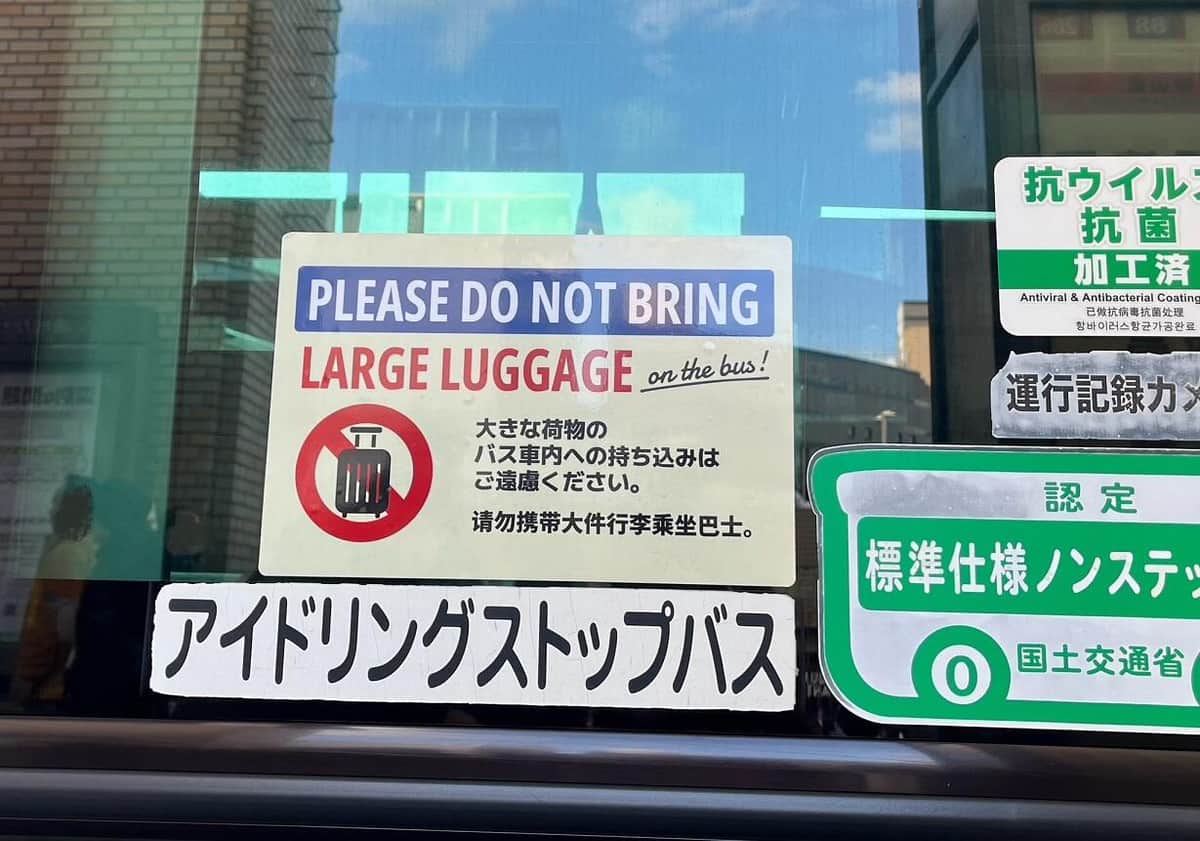 PLEASE DO NOT BRING
LARGE LUGGAGE on the bus!
大きな荷物の
バス車内への持ち込みは
ご遠慮ください。
请勿携带大件行李乘坐巴士。
アイドリングストップバス
抗ウイルス
抗菌
加工済
Antiviral & Antibacterial Coating
已做抗病毒抗菌处理
항바이러스항균가공완료
運行記録カメ
認定
標準仕様ノンステッ
0
国土交通省